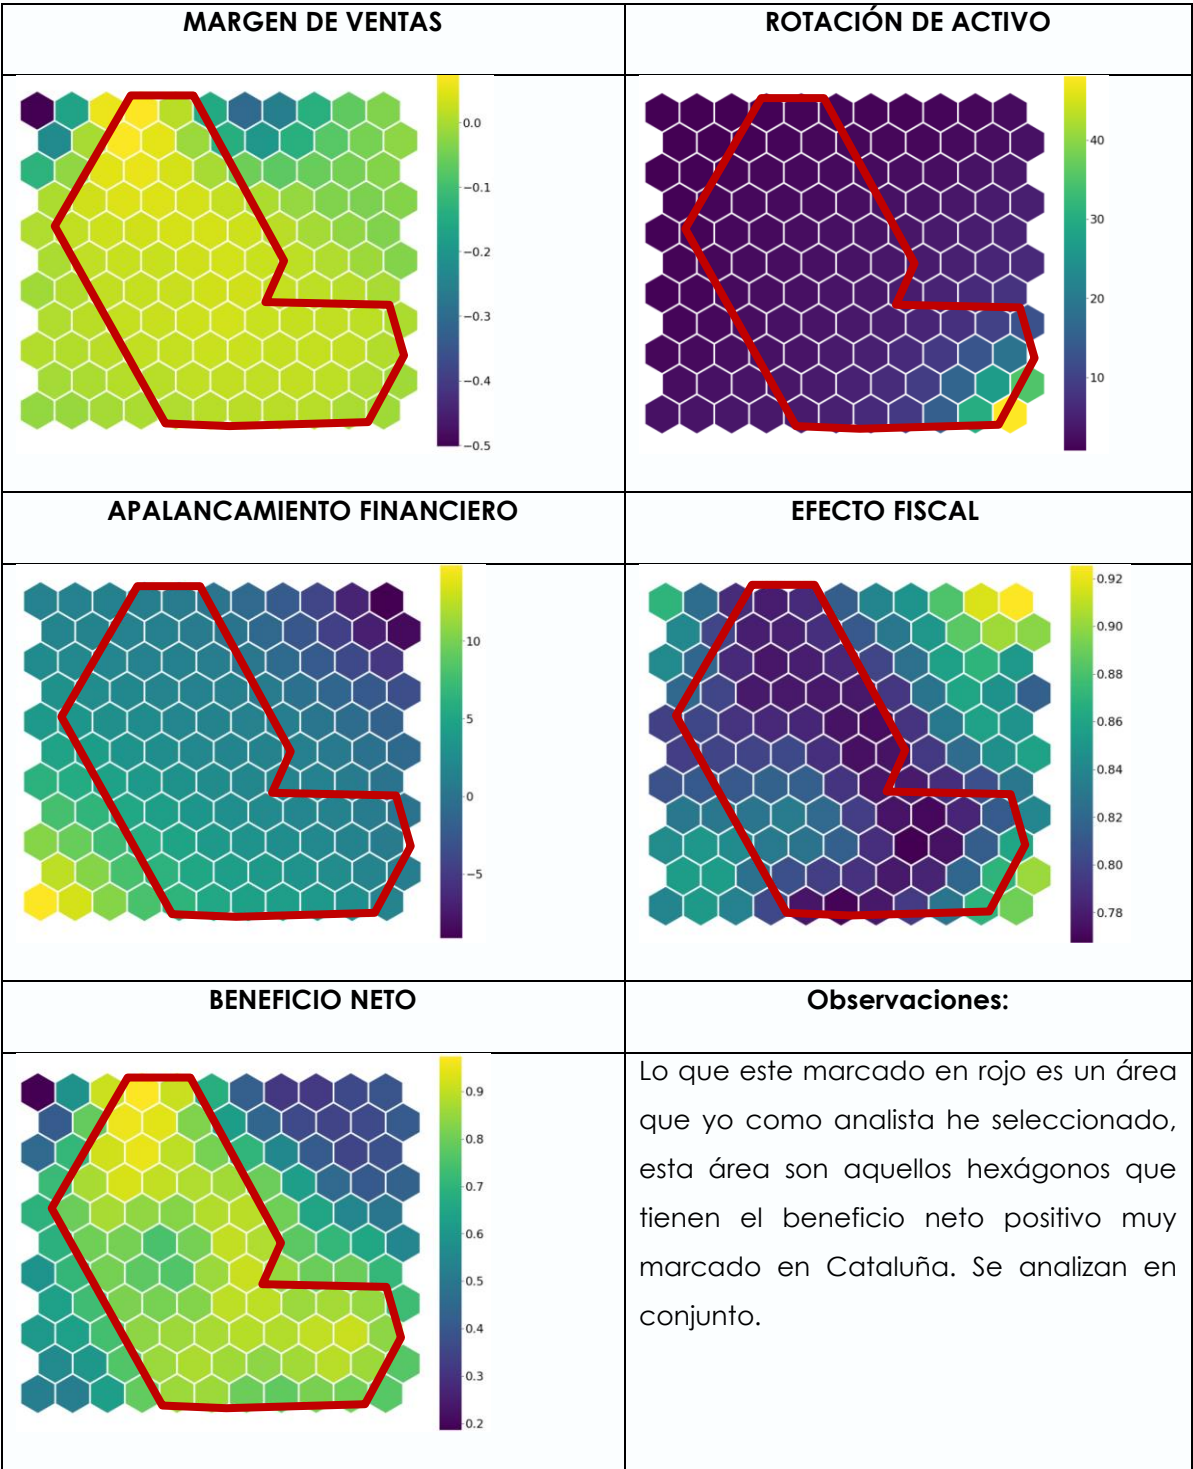 MARGEN DE VENTAS
ROTACIÓN DE ACTIVO
0.0
−0.1
−0.2
−0.3
−0.4
−0.5
40
30
20
10
APALANCAMIENTO FINANCIERO
EFECTO FISCAL
10
5
0
−5
0.92
0.90
0.88
0.86
0.84
0.82
0.80
0.78
BENEFICIO NETO
Observaciones:
0.9
0.8
0.7
0.6
0.5
0.4
0.3
0.2
Lo que este marcado en rojo es un área
que yo como analista he seleccionado,
esta área son aquellos hexágonos que
tienen el beneficio neto positivo muy
marcado en Cataluña. Se analizan en
conjunto.